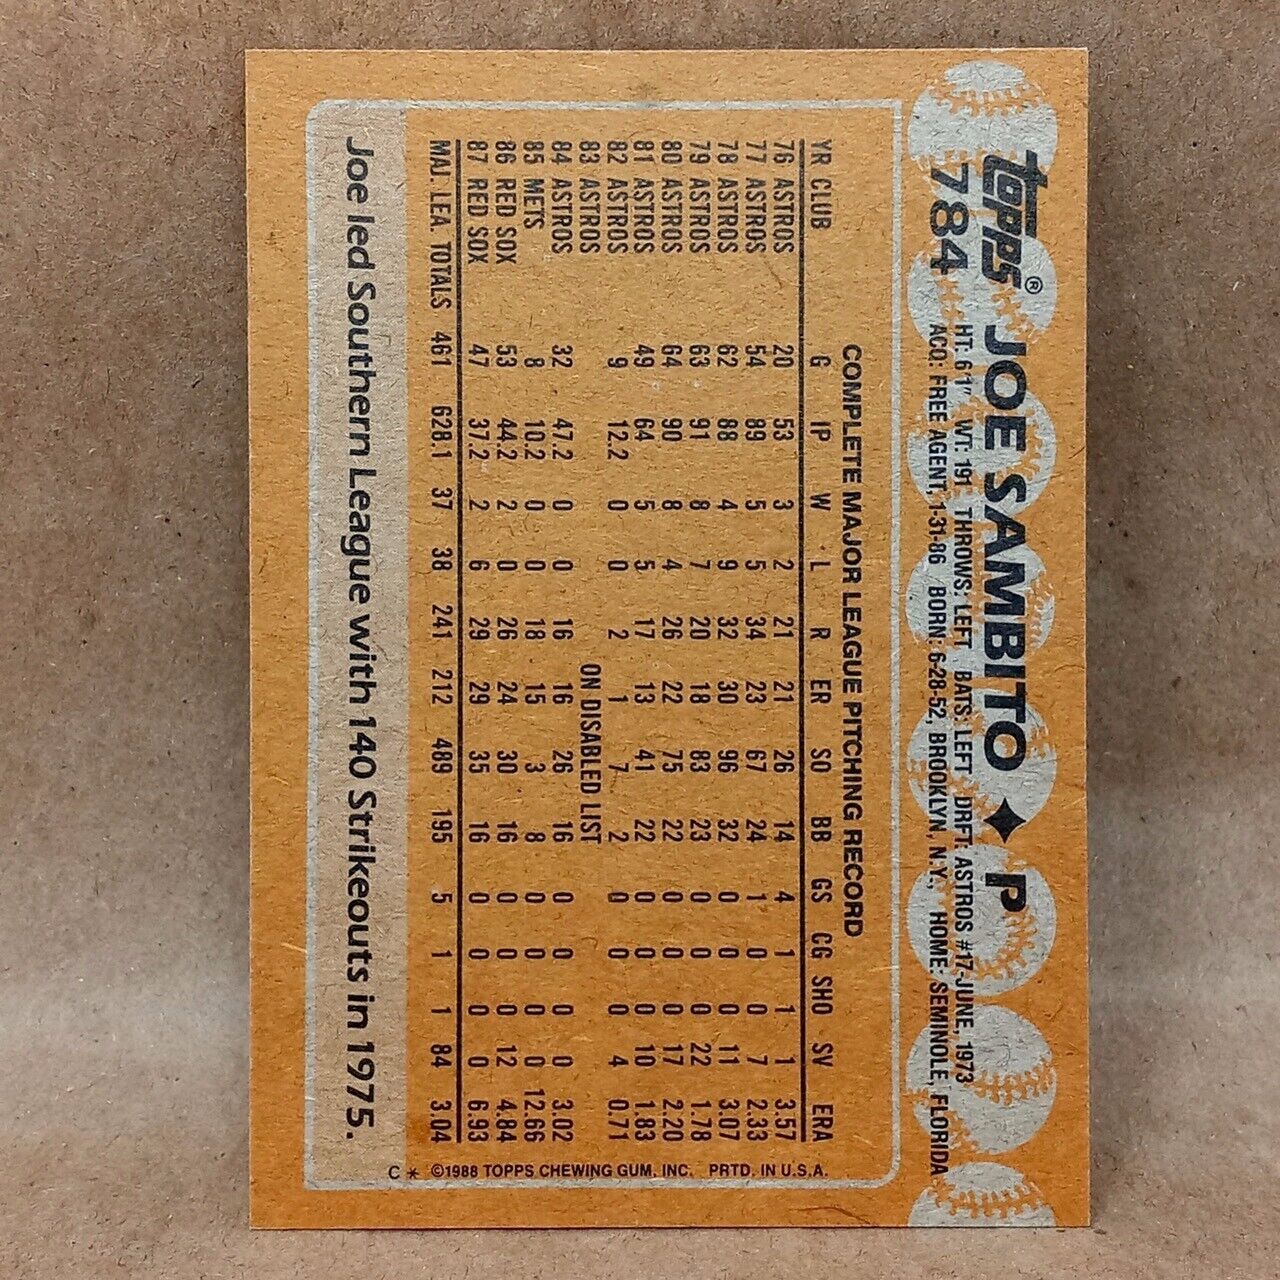 topps® JOE SAMBITO ♦ P
784 HT: 6'1" WT: 191 THROWS: LEFT BATS: LEFT DRFT: ASTROS #17-JUNE, 1973
ACQ: FREE AGENT, 1-31-86 BORN: 6-28-52, BROOKLYN, N.Y., HOME: SEMINOLE, FLORIDA
COMPLETE MAJOR LEAGUE PITCHING RECORD
YR CLUB G IP W L R ER SO BB GS CG SHO SV ERA
76 ASTROS 20 53 3 2 21 21 26 14 4 1 1 1 3.57
77 ASTROS 54 89 5 5 34 23 67 24 1 0 0 7 2.33
78 ASTROS 62 88 4 9 32 30 96 32 0 0 0 11 3.07
79 ASTROS 63 91 8 7 20 18 83 23 0 0 0 22 1.78
80 ASTROS 64 90 8 4 26 22 75 22 0 0 0 17 2.20
81 ASTROS 49 64 5 5 17 13 41 22 0 0 0 10 1.83
82 ASTROS 9 12.2 0 0 2 1 7 2 0 0 0 4 0.71
83 ASTROS ON DISABLED LIST
84 ASTROS 32 47.2 0 0 16 16 26 16 0 0 0 0 3.02
85 METS 8 10.2 0 0 18 15 3 8 0 0 0 0 12.66
86 RED SOX 53 44.2 2 0 26 24 30 16 0 0 0 12 4.84
87 RED SOX 47 37.2 2 6 29 29 35 16 0 0 0 0 6.93
MAJ. LEA. TOTALS 461 628.1 37 38 241 212 489 195 5 1 1 84 3.04
Joe led Southern League with 140 Strikeouts in 1975.
C * ©1988 TOPPS CHEWING GUM, INC. PRTD. IN U.S.A.